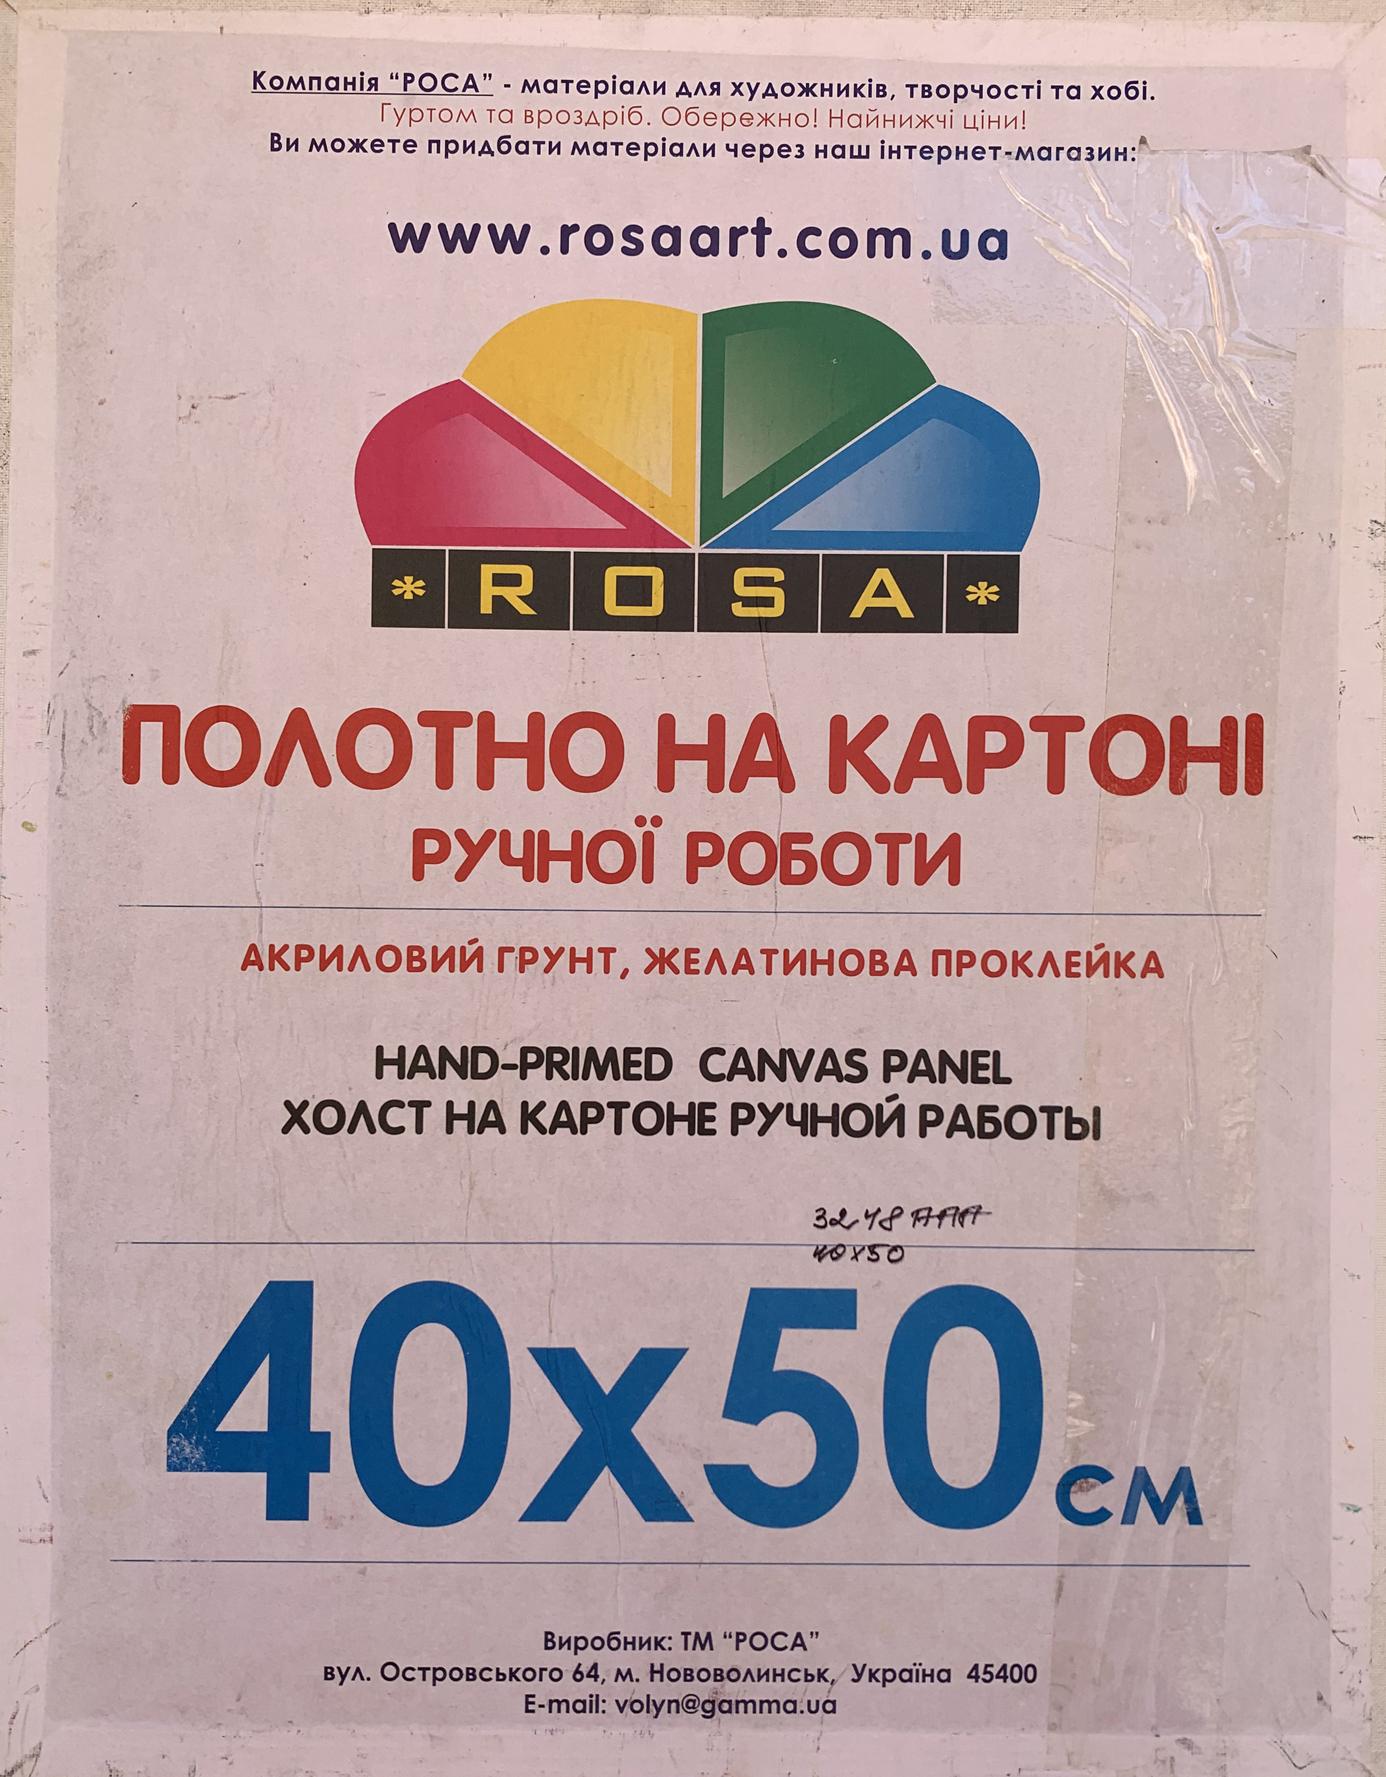 Компанія “РОСА” - матеріали для художників, творчості та хобі.
Гуртом та вроздріб. Обережно! Найнижчі ціни!
Ви можете придбати матеріали через наш інтернет-магазин:
www.rosaart.com.ua
*ROSA*
ПОЛОТНО НА КАРТОНІ
РУЧНОЇ РОБОТИ
АКРИЛОВИЙ ГРУНТ, ЖЕЛАТИНОВА ПРОКЛЕЙКА
HAND-PRIMED CANVAS PANEL
ХОЛСТ НА КАРТОНЕ РУЧНОЙ РАБОТЫ
40x50
40x50 см
Виробник: ТМ “РОСА”
вул. Островського 64, м. Нововолинськ, Україна 45400
E-mail: volyn@gamma.ua